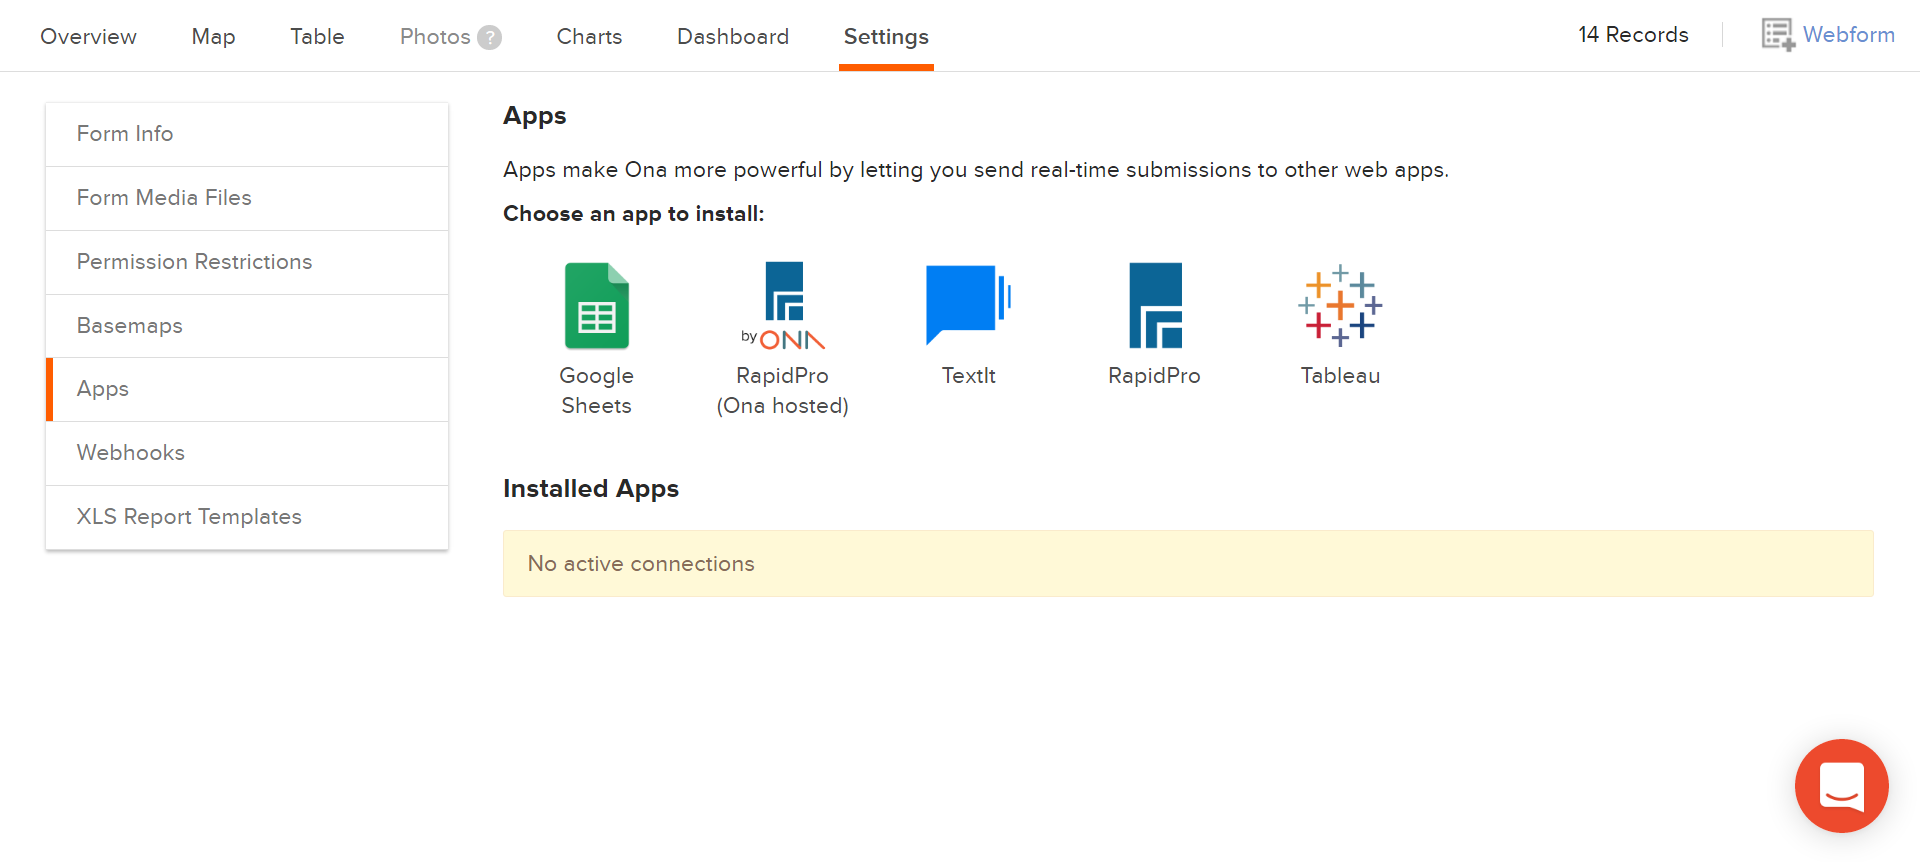 Overview Map Table Photos ? Charts Dashboard Settings 14 Records Webform
Form Info
Form Media Files
Permission Restrictions
Basemaps
Apps
Webhooks
XLS Report Templates
Apps
Apps make Ona more powerful by letting you send real-time submissions to other web apps.
Choose an app to install:
by ONA
Google
Sheets
RapidPro
(Ona hosted)
TextIt
RapidPro
Tableau
Installed Apps
No active connections